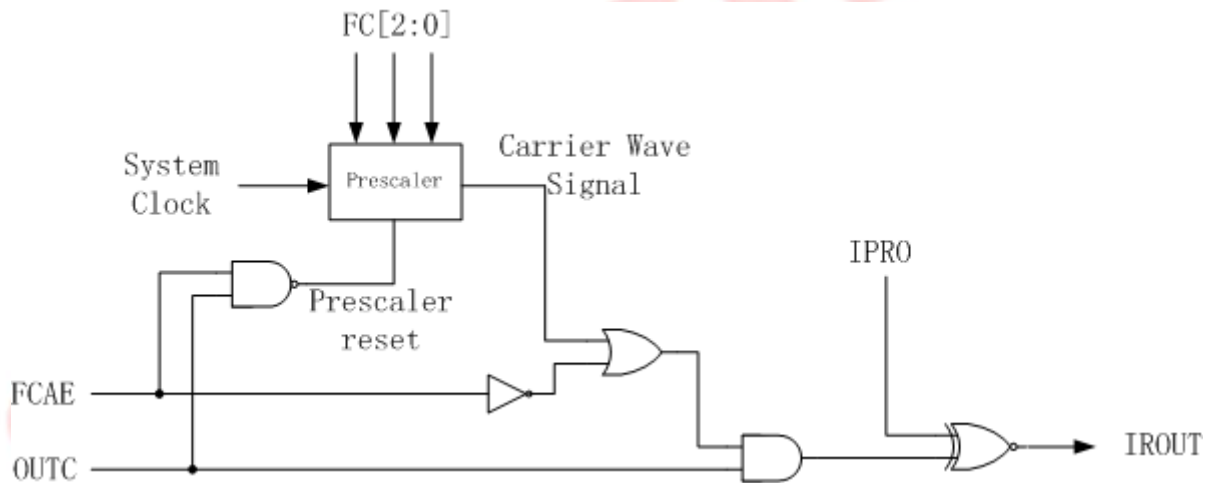 FC[2:0]
System
Clock
Prescaler
Carrier Wave
Signal
Prescaler
reset
IPRO
FCAE
OUTC
IROUT